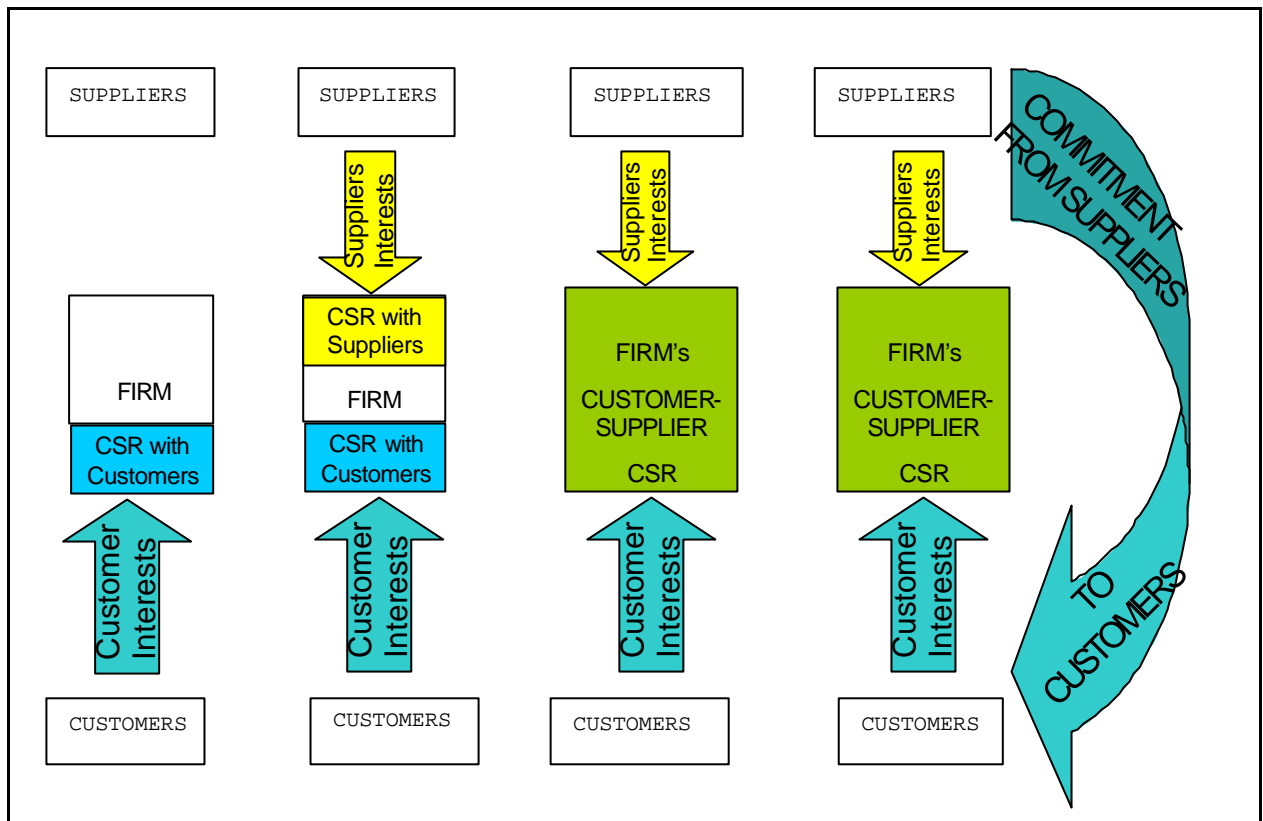 SUPPLIERS
SUPPLIERS
SUPPLIERS
SUPPLIERS
Suppliers
Interests
Suppliers
Interests
Suppliers
Interests
COMMITMENT
FROM SUPPLIERS
FIRM
CSR with
Customers
CSR with
Suppliers
FIRM
CSR with
Customers
FIRM's
CUSTOMER-
SUPPLIER
CSR
FIRM's
CUSTOMER-
SUPPLIER
CSR
Customer
Interests
Customer
Interests
Customer
Interests
Customer
Interests
TO
CUSTOMERS
CUSTOMERS
CUSTOMERS
CUSTOMERS
CUSTOMERS